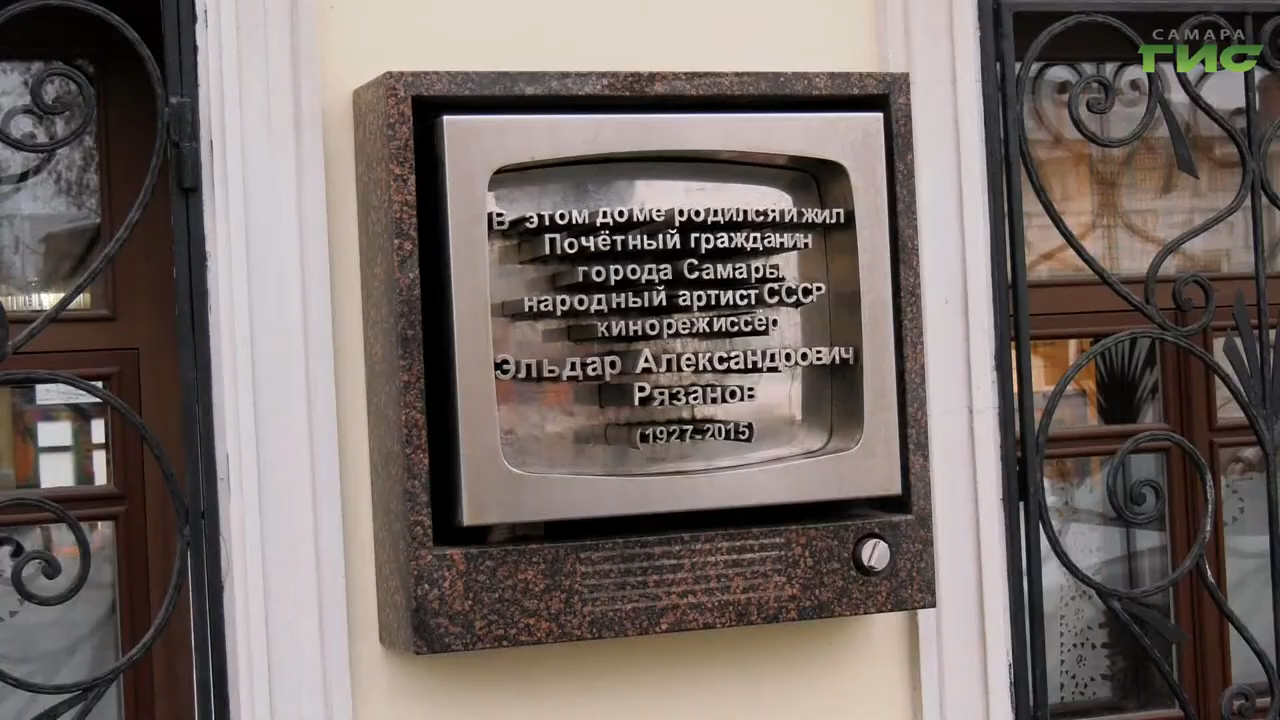 САМАРА
ГИС
В этом доме родился и жил
Почётный гражданин
города Самары,
народный артист СССР
кинорежиссёр
Эльдар Александрович
Рязанов
(1927-2015)